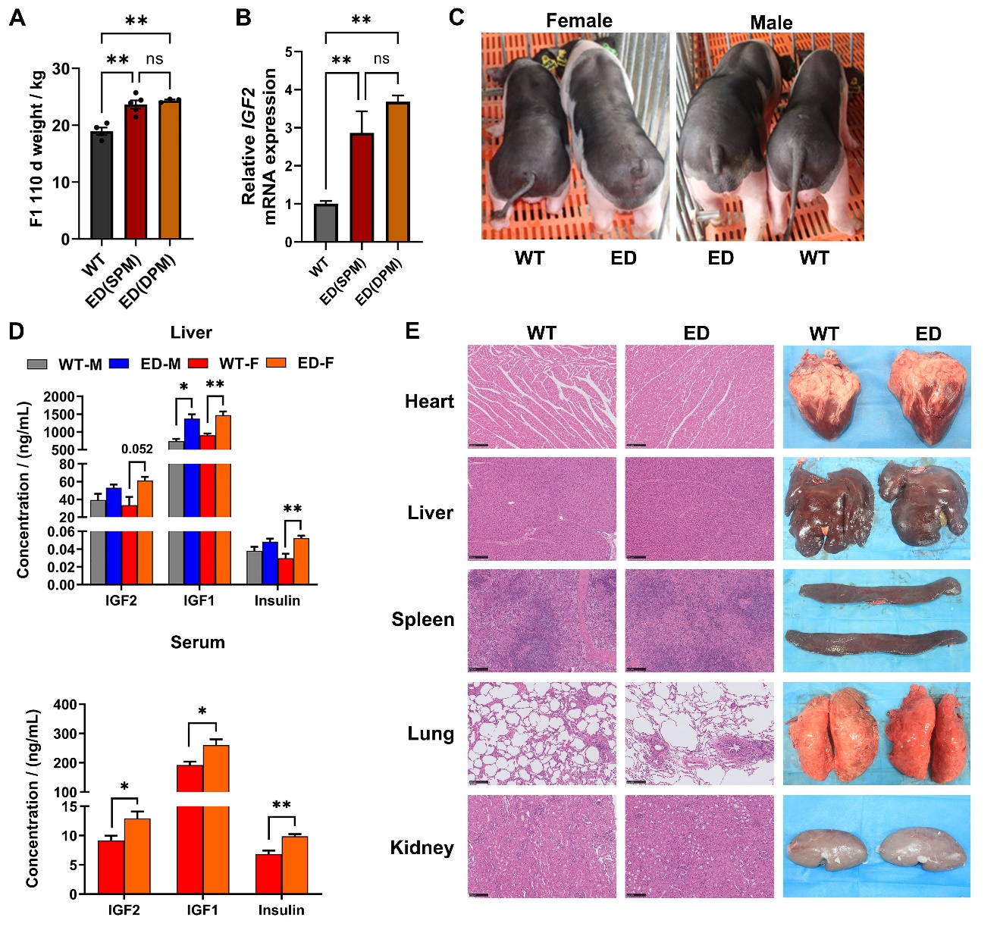 A
**
**
ns
F1 110 d weight / kg
30
20
10
0
WT
ED(SPM)
ED(DPM)
B
**
**
ns
Relative IGF2
mRNA expression
5
4
3
2
1
0
WT
ED(SPM)
ED(DPM)
C
Female
Male
WT
ED
ED
WT
D
Liver
WT-M
ED-M
WT-F
ED-F
Concentration / (ng/mL)
2000
1500
1000
500
80
60
40
20
0.06
0.04
0.02
0.00
0.052
*
**
**
IGF2
IGF1
Insulin
Serum
Concentration / (ng/mL)
400
300
200
100
15
10
5
0
*
*
**
IGF2
IGF1
Insulin
E
WT
ED
WT
ED
Heart
Liver
Spleen
Lung
Kidney